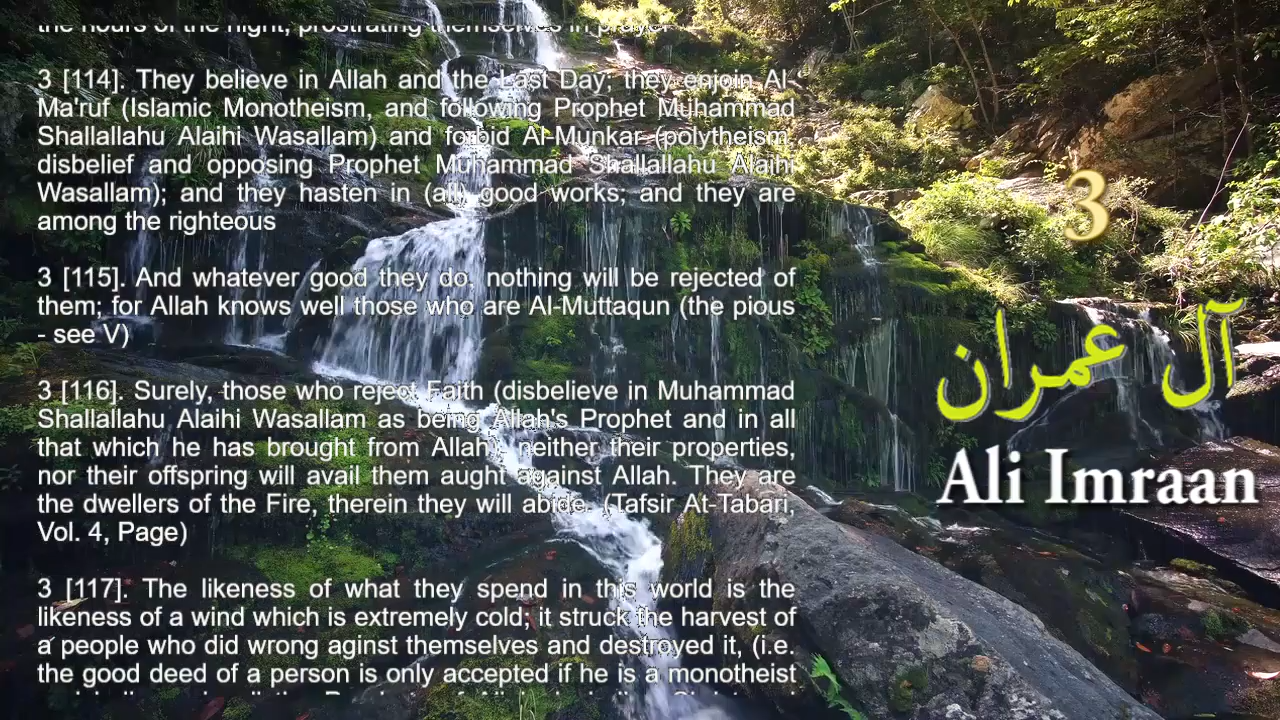 the hours of the night, prostrating themselves in prayer
3 [114]. They believe in Allah and the Last Day; they enjoin Al-
Ma'ruf (Islamic Monotheism, and following Prophet Muhammad
Shallallahu Alaihi Wasallam) and forbid Al-Munkar (polytheism,
disbelief and opposing Prophet Muhammad Shallallahu Alaihi
Wasallam); and they hasten in (all) good works; and they are
among the righteous
3 [115]. And whatever good they do, nothing will be rejected of
them; for Allah knows well those who are Al-Muttaqun (the pious
- see V)
3 [116]. Surely, those who reject Faith (disbelieve in Muhammad
Shallallahu Alaihi Wasallam as being Allah's Prophet and in all
that which he has brought from Allah), neither their properties,
nor their offspring will avail them aught against Allah. They are
the dwellers of the Fire, therein they will abide. (Tafsir At-Tabari,
Vol. 4, Page)
3 [117]. The likeness of what they spend in this world is the
likeness of a wind which is extremely cold; it struck the harvest of
a people who did wrong aginst themselves and destroyed it, (i.e.
the good deed of a person is only accepted if he is a monotheist
3
آل عمران
Ali Imraan